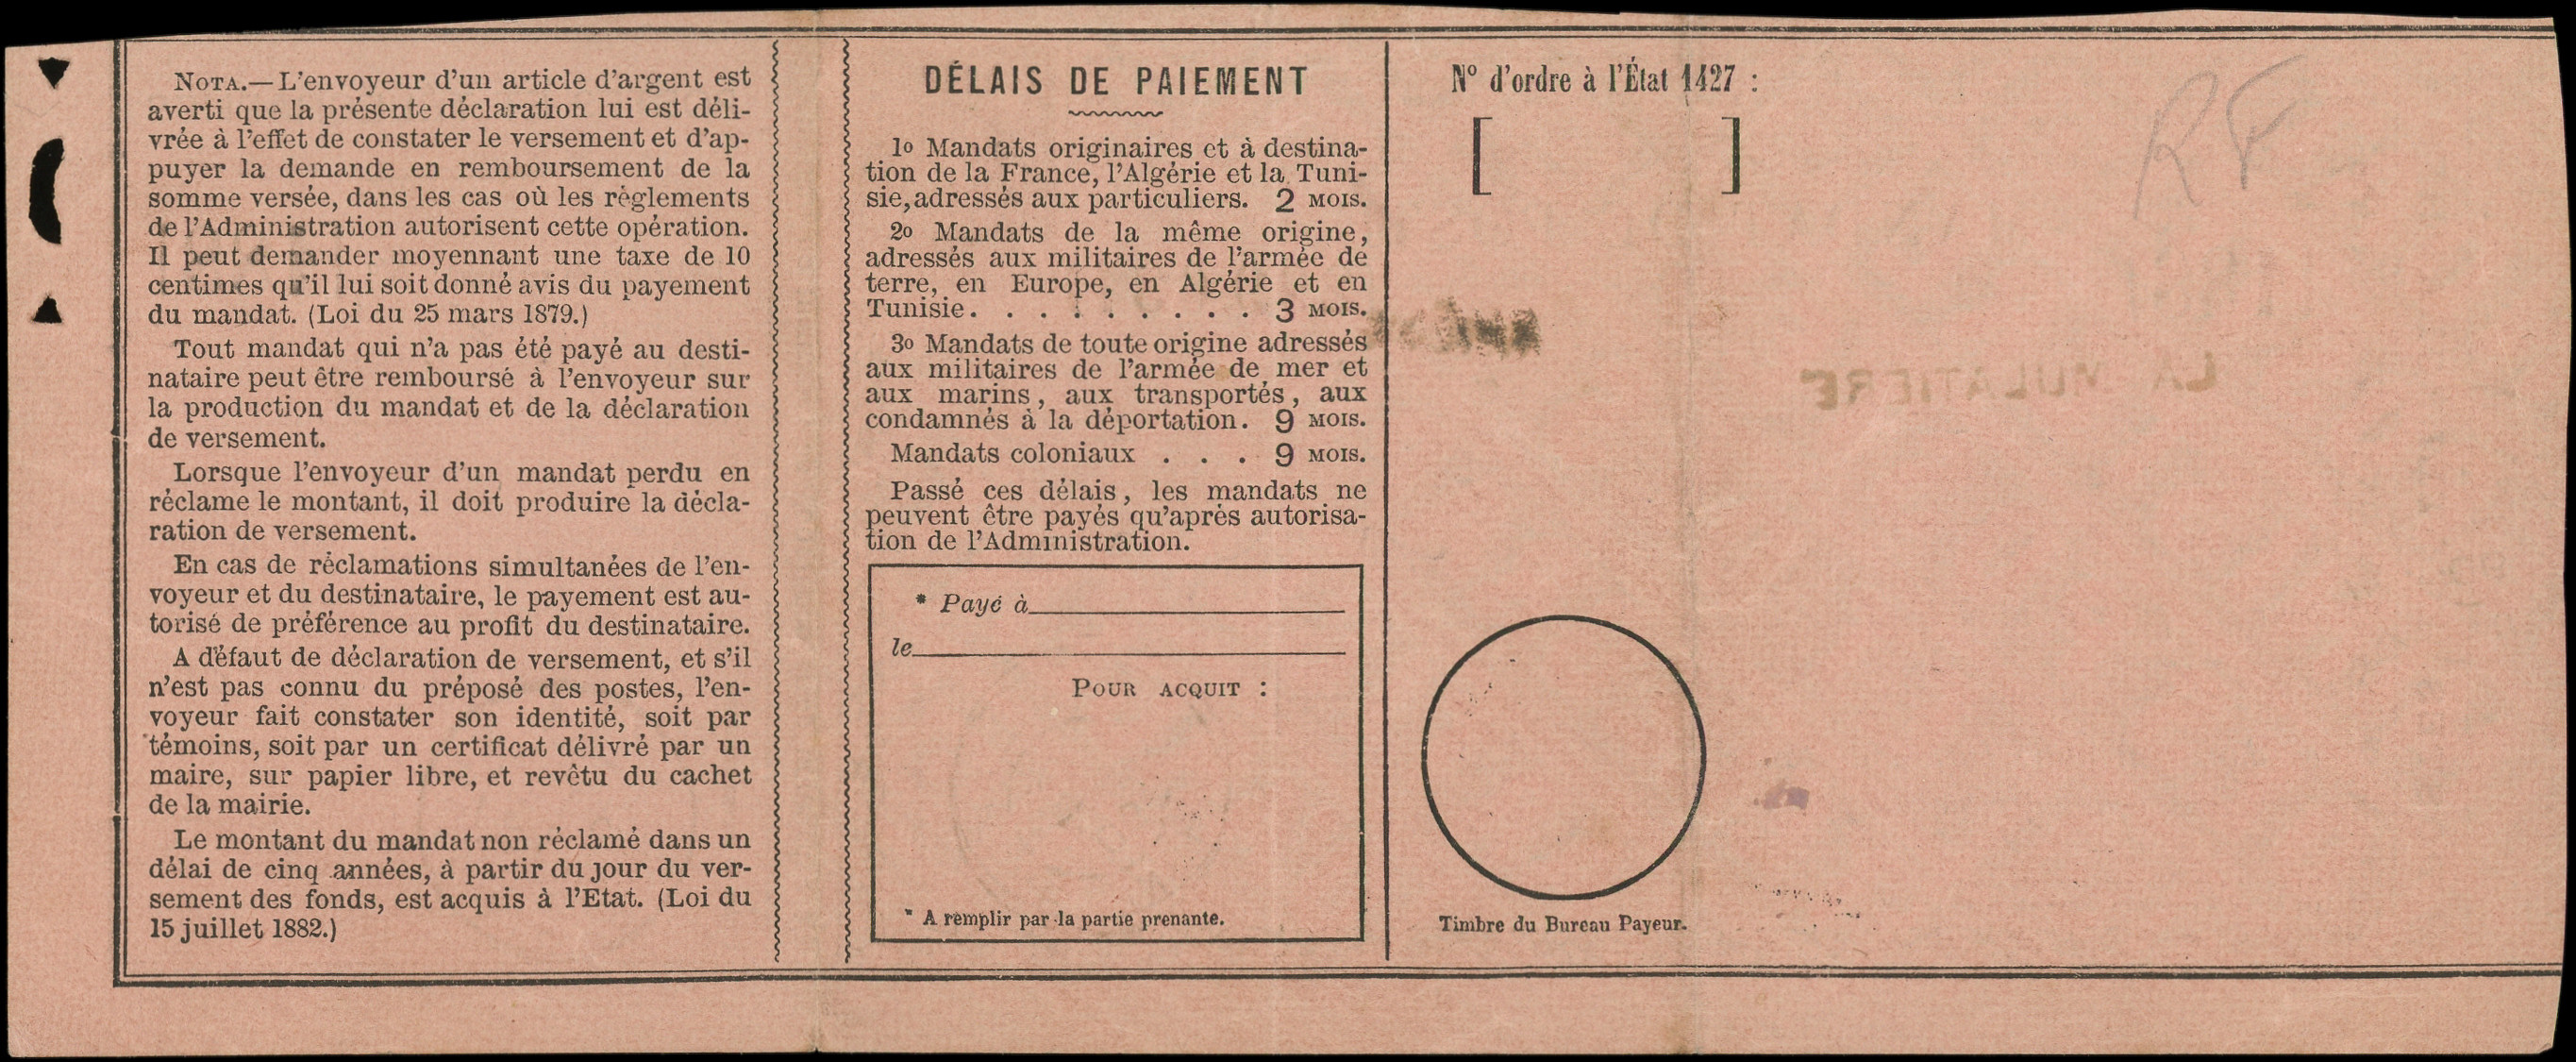 NOTA.—L'envoyeur d'un article d'argent est
averti que la présente déclaration lui est déli-
vrée à l'effet de constater le versement et d'ap-
puyer la demande en remboursement de la
somme versée, dans les cas où les règlements
de l'Administration autorisent cette opération.
Il peut demander moyennant une taxe de 10
centimes qu'il lui soit donné avis du payement
du mandat. (Loi du 25 mars 1879.)
Tout mandat qui n'a pas été payé au desti-
nataire peut être remboursé à l'envoyeur sur
la production du mandat et de la déclaration
de versement.
Lorsque l'envoyeur d'un mandat perdu en
réclame le montant, il doit produire la décla-
ration de versement.
En cas de réclamations simultanées de l'en-
voyeur et du destinataire, le payement est au-
torisé de préférence au profit du destinataire.
A défaut de déclaration de versement, et s'il
n'est pas connu du préposé des postes, l'en-
voyeur fait constater son identité, soit par
témoins, soit par un certificat délivré par un
maire, sur papier libre, et revêtu du cachet
de la mairie.
Le montant du mandat non réclamé dans un
délai de cinq années, à partir du jour du ver-
sement des fonds, est acquis à l'Etat. (Loi du
15 juillet 1882.)
DÉLAIS DE PAIEMENT
1o Mandats originaires et à destina-
tion de la France, l'Algérie et la Tuni-
sie, adressés aux particuliers. 2 MOIS.
2o Mandats de la même origine,
adressés aux militaires de l'armée de
terre, en Europe, en Algérie et en
Tunisie. . . . . . . . . . 3 MOIS.
3o Mandats de toute origine adressés
aux militaires de l'armée de mer et
aux marins, aux transportés, aux
condamnés à la déportation. 9 MOIS.
Mandats coloniaux . . . 9 MOIS.
Passé ces délais, les mandats ne
peuvent être payés qu'après autorisa-
tion de l'Administration.
* Payé à
le
POUR ACQUIT :
* A remplir par la partie prenante.
N° d'ordre à l'État 1427 :
[ ]
RF
LA MULATIERE
Timbre du Bureau Payeur.